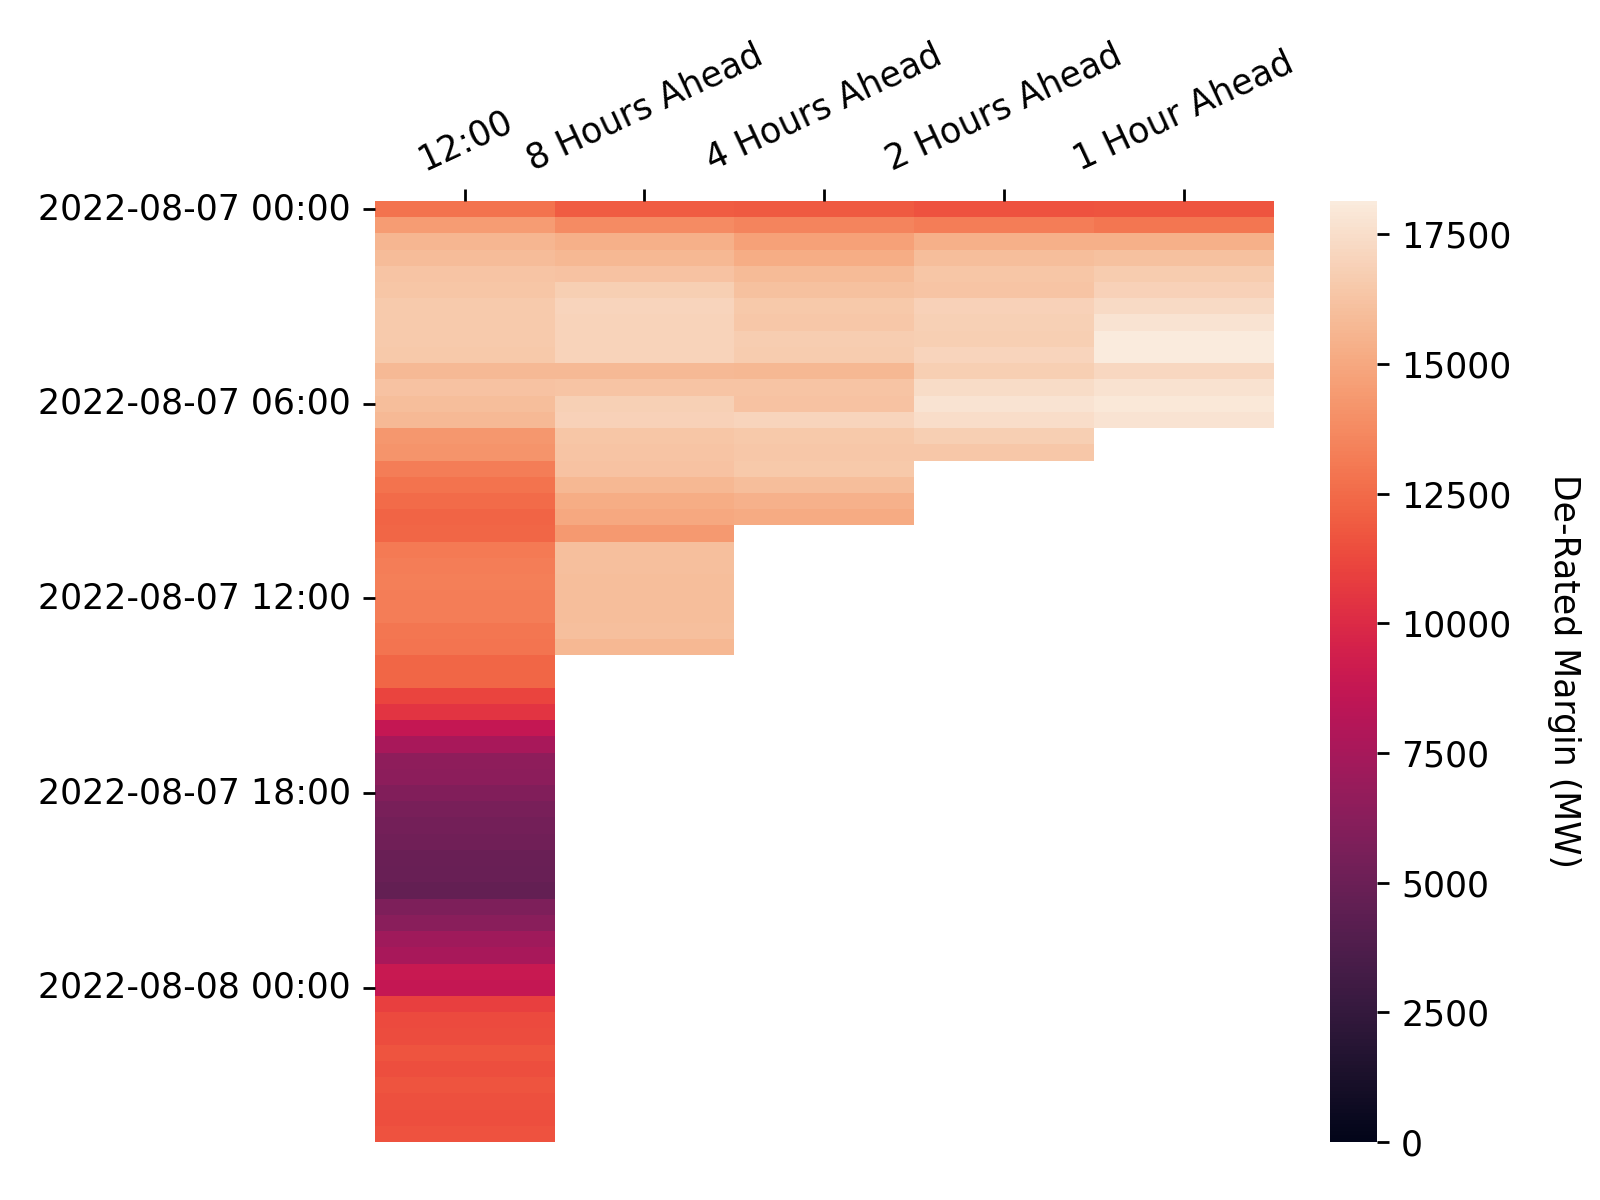 12:00
8 Hours Ahead
4 Hours Ahead
2 Hours Ahead
1 Hour Ahead
2022-08-07 00:00
2022-08-07 06:00
2022-08-07 12:00
2022-08-07 18:00
2022-08-08 00:00
17500
15000
12500
10000
7500
5000
2500
0
De-Rated Margin (MW)